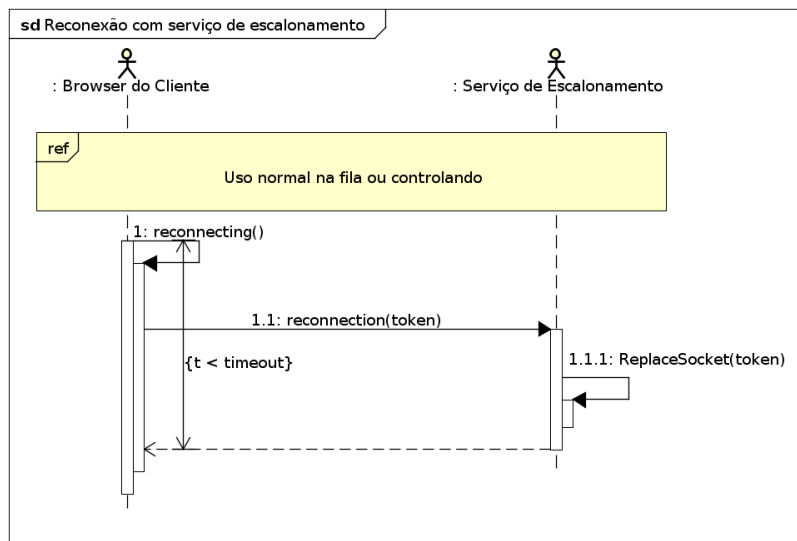 sd Reconexão com serviço de escalonamento
: Browser do Cliente
: Serviço de Escalonamento
ref
Uso normal na fila ou controlando
1: reconnecting()
1.1: reconnection(token)
{t < timeout}
1.1.1: ReplaceSocket(token)